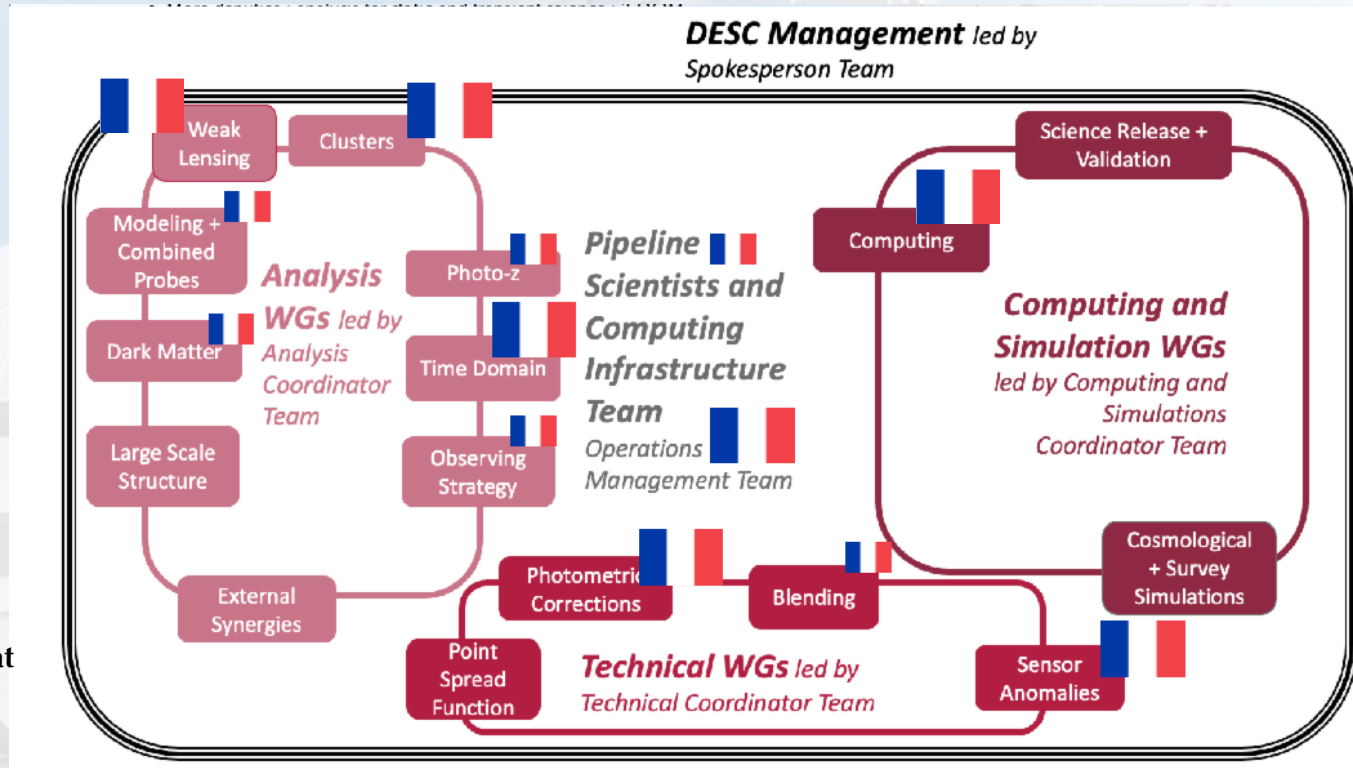 DESC Management led by
Spokesperson Team
Weak
Lensing
Clusters
Modeling +
Combined
Probes
Dark Matter
Large Scale
Structure
External
Synergies
Photo-z
Time Domain
Observing
Strategy
Analysis
WGs led by
Analysis
Coordinator
Team
Pipeline
Scientists and
Computing
Infrastructure
Team
Operations
Management Team
Science Release +
Validation
Computing
Computing and
Simulation WGs
led by Computing and
Simulations
Coordinator Team
Cosmological
+ Survey
Simulations
Photometric
Corrections
Blending
Point
Spread
Function
Sensor
Anomalies
Technical WGs led by
Technical Coordinator Team